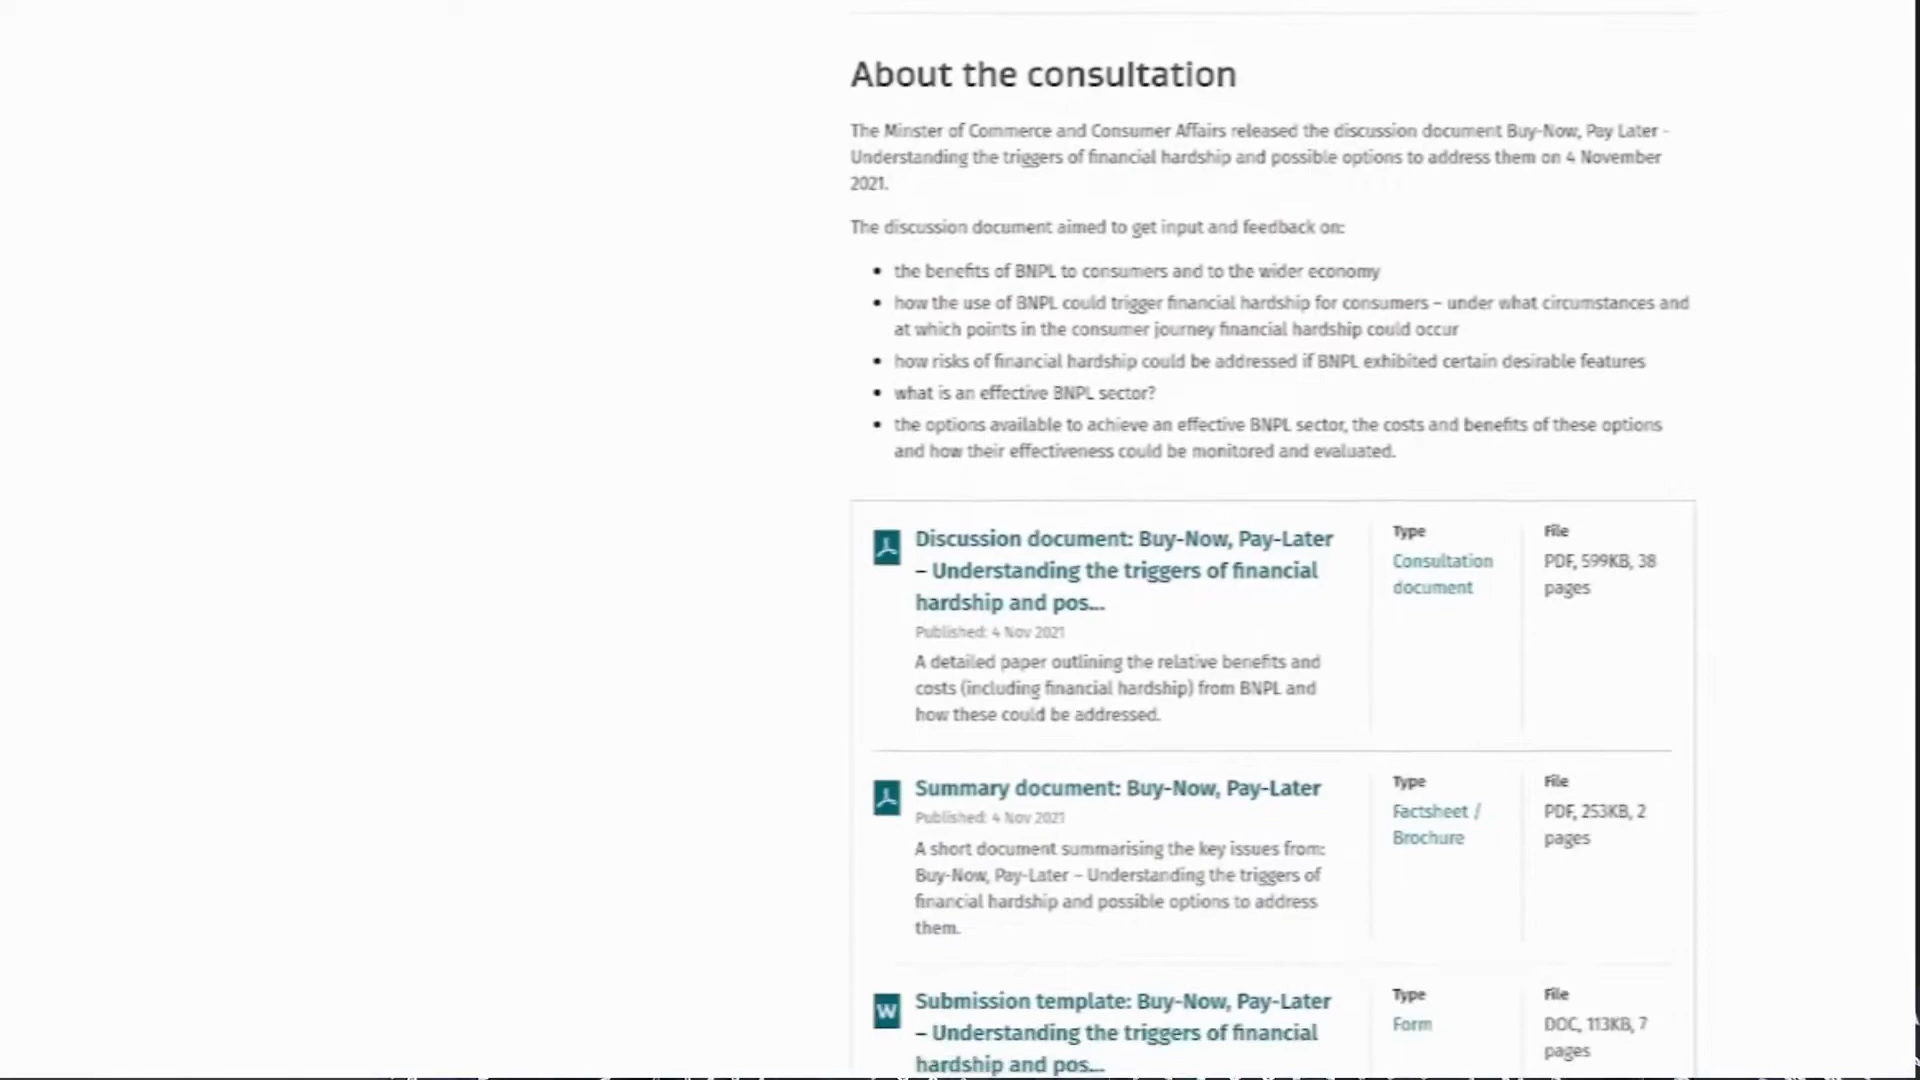 About the consultation
The Minster of Commerce and Consumer Affairs released the discussion document Buy-Now, Pay Later -
Understanding the triggers of financial hardship and possible options to address them on 4 November
2021.
The discussion document aimed to get input and feedback on:
• the benefits of BNPL to consumers and to the wider economy
• how the use of BNPL could trigger financial hardship for consumers – under what circumstances and
at which points in the consumer journey financial hardship could occur
• how risks of financial hardship could be addressed if BNPL exhibited certain desirable features
• what is an effective BNPL sector?
• the options available to achieve an effective BNPL sector, the costs and benefits of these options
and how their effectiveness could be monitored and evaluated.
Discussion document: Buy-Now, Pay-Later
– Understanding the triggers of financial
hardship and pos...
Published: 4 Nov 2021
A detailed paper outlining the relative benefits and
costs (including financial hardship) from BNPL and
how these could be addressed.
Type
Consultation
document
File
PDF, 599KB, 38
pages
Summary document: Buy-Now, Pay-Later
Published: 4 Nov 2021
A short document summarising the key issues from:
Buy-Now, Pay-Later – Understanding the triggers of
financial hardship and possible options to address
them.
Type
Factsheet /
Brochure
File
PDF, 253KB, 2
pages
W
Submission template: Buy-Now, Pay-Later
– Understanding the triggers of financial
hardship and pos...
Type
Form
File
DOC, 113KB, 7
pages